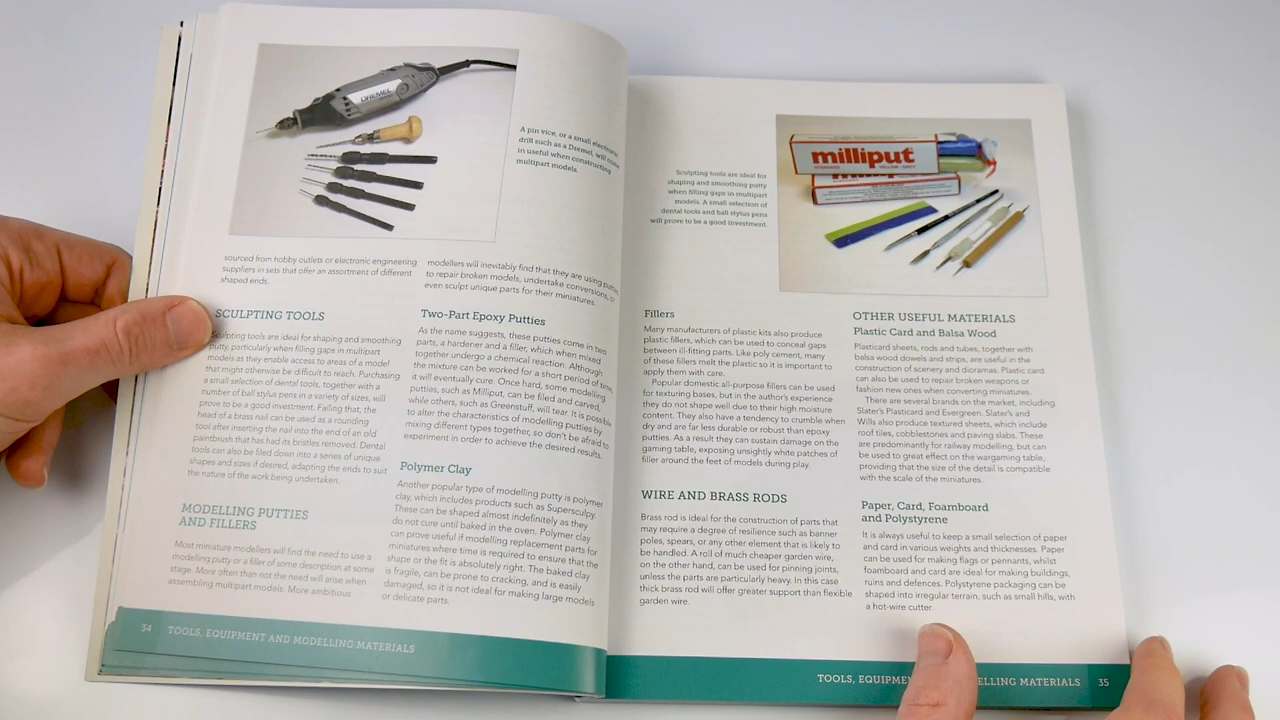 DREMEL
A pin vice, or a small electronic
drill such as a Dremel, will come
in useful when constructing
multipart models.
sourced from hobby outlets or electronic engineering
suppliers in sets that offer an assortment of different
shaped ends.
SCULPTING TOOLS
Sculpting tools are ideal for shaping and smoothing
putty, particularly when filling gaps in multipart
models as they enable access to areas of a model
that might otherwise be difficult to reach. Purchasing
a small selection of dental tools, together with a
number of ball stylus pens in a variety of sizes, will
prove to be a good investment. Failing that, the
head of a brass nail can be used as a rounding
tool after inserting the nail into the end of an old
paintbrush that has had its bristles removed. Dental
tools can also be filed down into a series of unique
shapes and sizes if desired, adapting the ends to suit
the nature of the work being undertaken.
MODELLING PUTTIES
AND FILLERS
Most miniature modellers will find the need to use a
modelling putty or a filler of some description at some
stage. More often than not the need will arise when
assembling multipart models. More ambitious
modellers will inevitably find that they are using putties
to repair broken models, undertake conversions, or
even sculpt unique parts for their miniatures.
Two-Part Epoxy Putties
As the name suggests, these putties come in two
parts, a hardener and a filler, which when mixed
together undergo a chemical reaction. Although
the mixture can be worked for a short period of time,
it will eventually cure. Once hard, some modelling
putties, such as Milliput, can be filed and carved,
while others, such as Greenstuff, will tear. It is possible
to alter the characteristics of modelling putties by
mixing different types together, so don't be afraid to
experiment in order to achieve the desired results.
Polymer Clay
Another popular type of modelling putty is polymer
clay, which includes products such as Supersculpy.
These can be shaped almost indefinitely as they
do not cure until baked in the oven. Polymer clay
can prove useful if modelling replacement parts for
miniatures where time is required to ensure that the
shape or the fit is absolutely right. The baked clay
is fragile, can be prone to cracking, and is easily
damaged, so it is not ideal for making large models
or delicate parts.
34 TOOLS, EQUIPMENT AND MODELLING MATERIALS
Sculpting tools are ideal for
shaping and smoothing putty
when filling gaps in multipart
models. A small selection of
dental tools and ball stylus pens
will prove to be a good investment.
milliput
STANDARD YELLOW-GREY
Fillers
Many manufacturers of plastic kits also produce
plastic fillers, which can be used to conceal gaps
between ill-fitting parts. Like poly cement, many
of these fillers melt the plastic so it is important to
apply them with care.
Popular domestic all-purpose fillers can be used
for texturing bases, but in the author's experience
they do not shape well due to their high moisture
content. They also have a tendency to crumble when
dry and are far less durable or robust than epoxy
putties. As a result they can sustain damage on the
gaming table, exposing unsightly white patches of
filler around the feet of models during play.
WIRE AND BRASS RODS
Brass rod is ideal for the construction of parts that
may require a degree of resilience such as banner
poles, spears, or any other element that is likely to
be handled. A roll of much cheaper garden wire,
on the other hand, can be used for pinning joints,
unless the parts are particularly heavy. In this case
thick brass rod will offer greater support than flexible
garden wire.
OTHER USEFUL MATERIALS
Plastic Card and Balsa Wood
Plasticard sheets, rods and tubes, together with
balsa wood dowels and strips, are useful in the
construction of scenery and dioramas. Plastic card
can also be used to repair broken weapons or
fashion new ones when converting miniatures.
There are several brands on the market, including
Slater's Plasticard and Evergreen. Slater's and
Wills also produce textured sheets, which include
roof tiles, cobblestones and paving slabs. These
are predominantly for railway modelling, but can
be used to great effect on the wargaming table,
providing that the size of the detail is compatible
with the scale of the miniatures.
Paper, Card, Foamboard
and Polystyrene
It is always useful to keep a small selection of paper
and card in various weights and thicknesses. Paper
can be used for making flags or pennants, whilst
foamboard and card are ideal for making buildings,
ruins and defences. Polystyrene packaging can be
shaped into irregular terrain, such as small hills, with
a hot-wire cutter.
TOOLS, EQUIPM ELLING MATERIALS 35